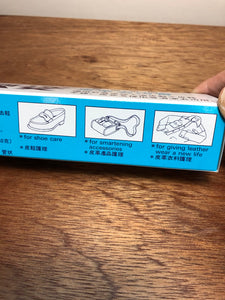 • for shoe care
• 皮鞋護理
• for smartening
accessories
• 皮革產品護理
• for giving leather
wear a new life
• 皮革衣料護理